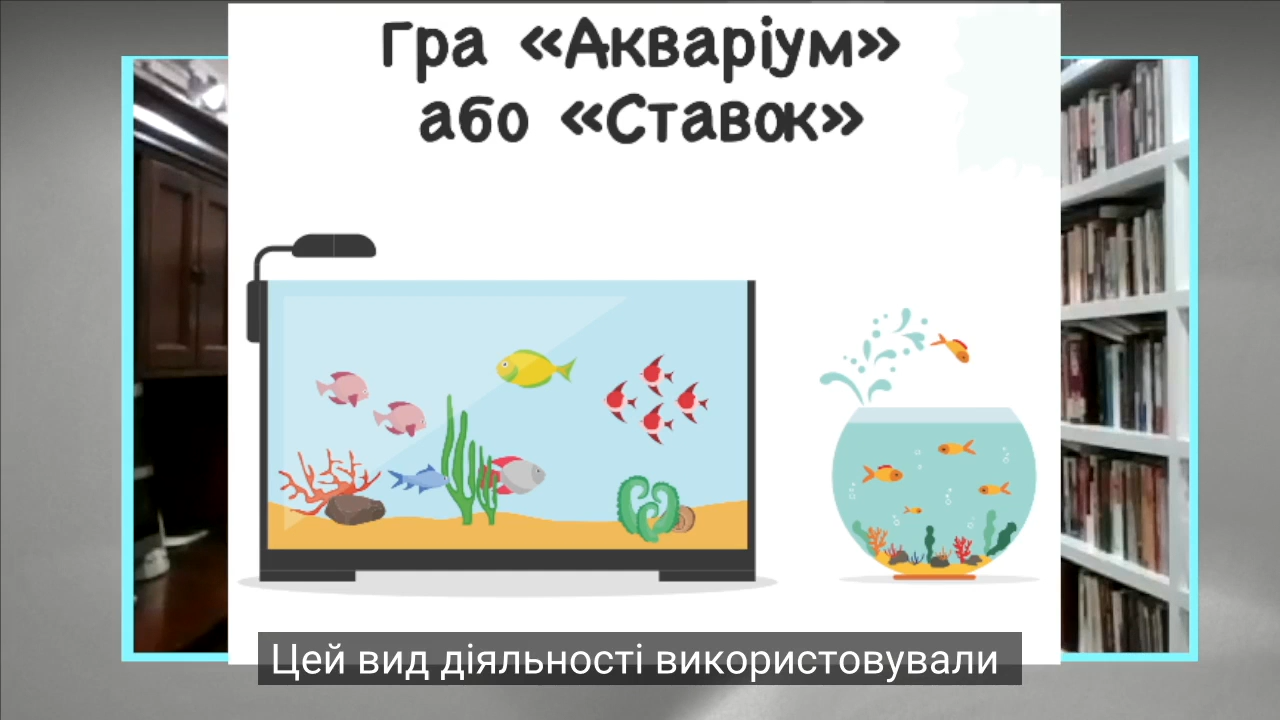 Гра «Акваріум»
або «Ставок»
Цей вид діяльності використовували